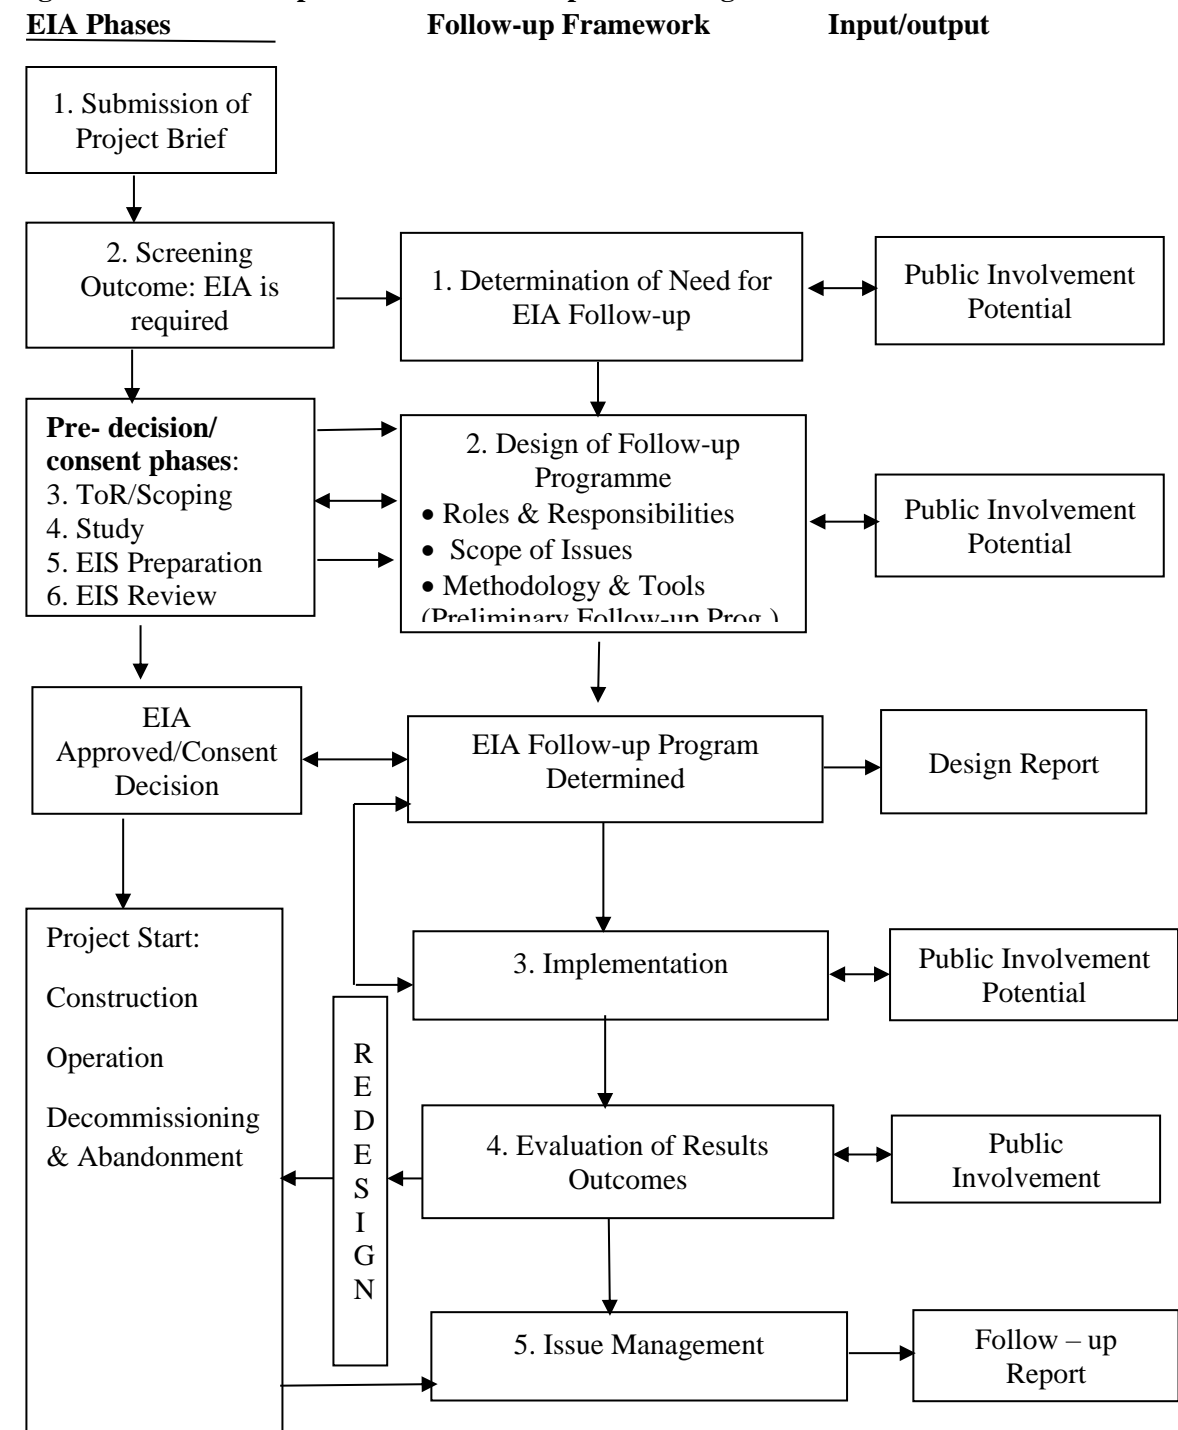 EIA Phases
Follow-up Framework
Input/output
1. Submission of
Project Brief
2. Screening
Outcome: EIA is
required
1. Determination of Need for
EIA Follow-up
Public Involvement
Potential
Pre- decision/
consent phases:
3. ToR/Scoping
4. Study
5. EIS Preparation
6. EIS Review
2. Design of Follow-up
Programme
• Roles & Responsibilities
• Scope of Issues
• Methodology & Tools
(Preliminary Follow-up Prog.)
Public Involvement
Potential
EIA
Approved/Consent
Decision
EIA Follow-up Program
Determined
Design Report
Project Start:
Construction
Operation
Decommissioning
& Abandonment
3. Implementation
Public Involvement
Potential
R
E
D
E
S
I
G
N
4. Evaluation of Results
Outcomes
Public
Involvement
5. Issue Management
Follow – up
Report